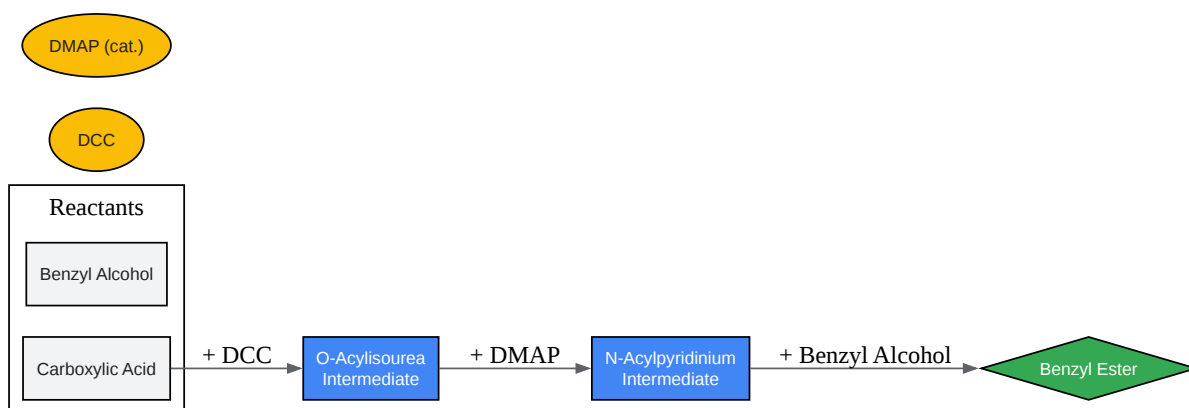 DMAP (cat.)
DCC
Reactants
Benzyl Alcohol
Carboxylic Acid
+ DCC
O-Acylisourea
Intermediate
+ DMAP
N-Acylpyridinium
Intermediate
+ Benzyl Alcohol
Benzyl Ester